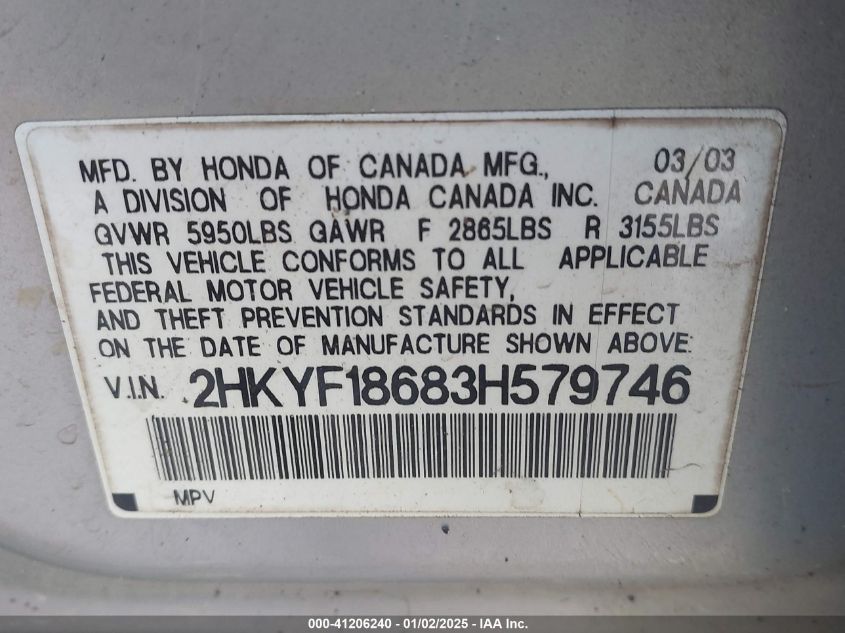 MFD. BY HONDA OF CANADA MFG., 03/03
A DIVISION OF HONDA CANADA INC. CANADA
GVWR 5950LBS GAWR F 2865LBS R 3155LBS
THIS VEHICLE CONFORMS TO ALL APPLICABLE
FEDERAL MOTOR VEHICLE SAFETY,
AND THEFT PREVENTION STANDARDS IN EFFECT
ON THE DATE OF MANUFACTURE SHOWN ABOVE.
V.I.N. 2HKYF18683H579746
MPV
000-41206240 - 01/02/2025 - IAA Inc.